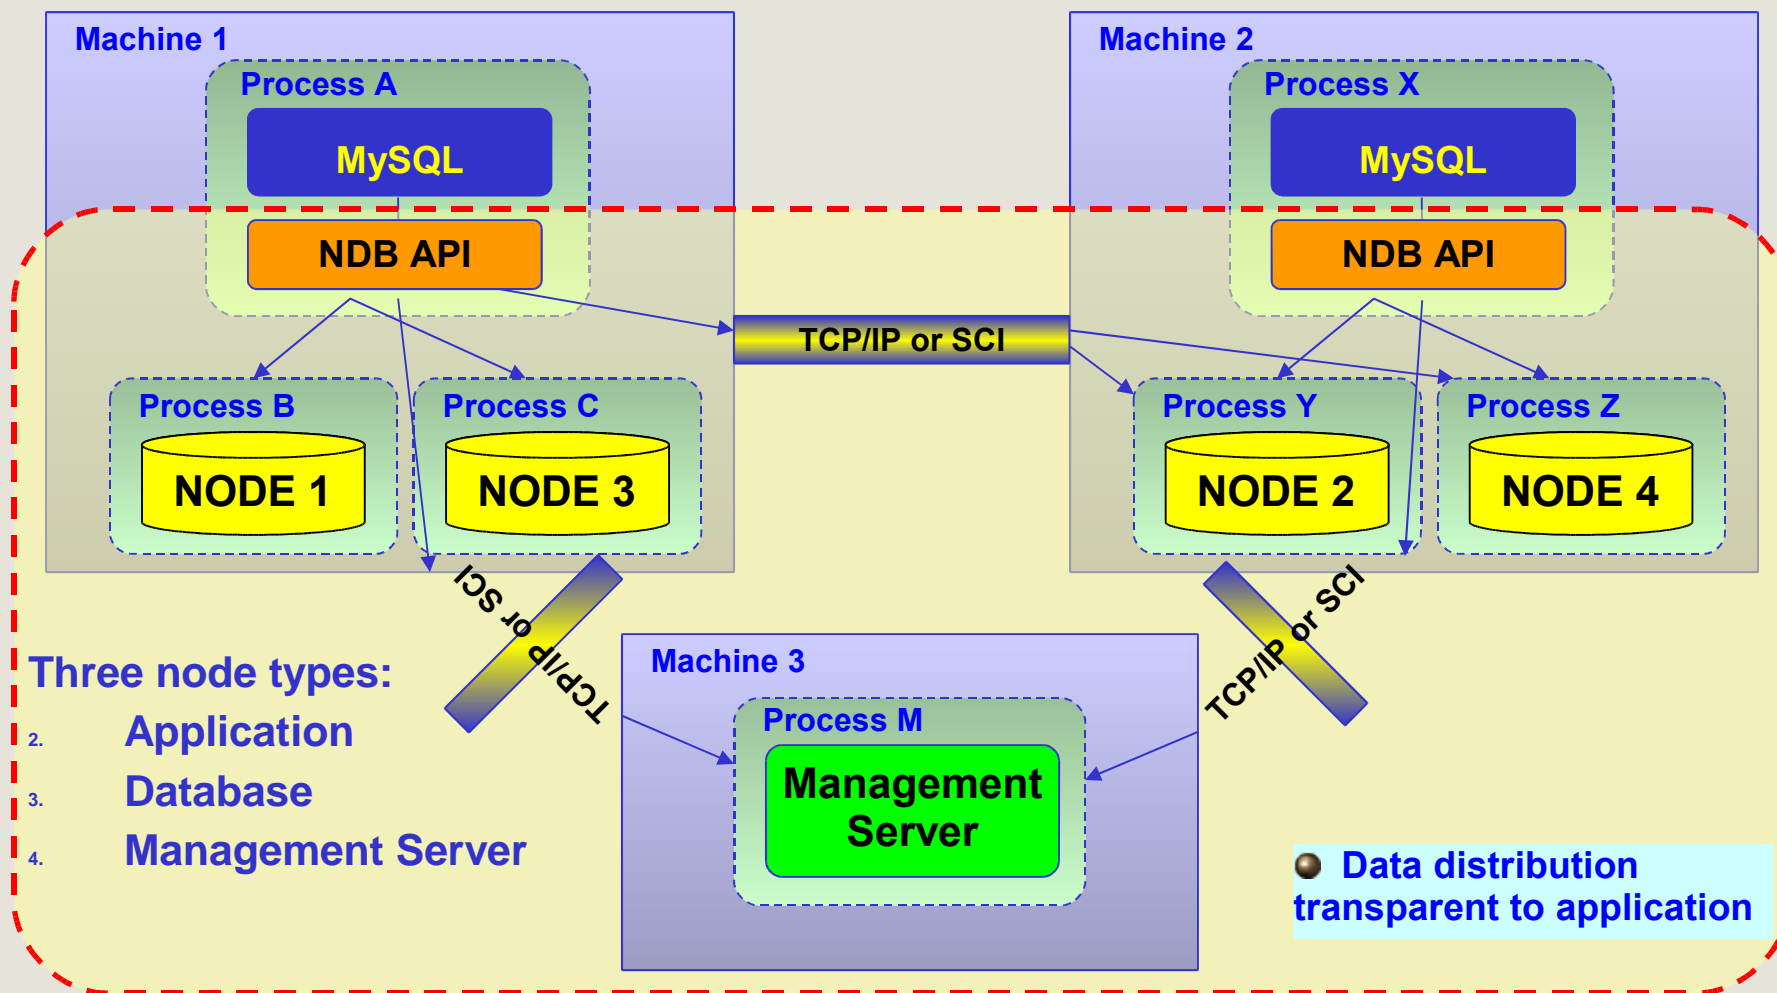 Machine 1
Process A
MySQL
NDB API
Process B
NODE 1
Process C
NODE 3
TCP/IP or SCI
Machine 2
Process X
MySQL
NDB API
Process Y
NODE 2
Process Z
NODE 4
TCP/IP or SCI
TCP/IP or SCI
Machine 3
Process M
Management
Server
Three node types:
2. Application
3. Database
4. Management Server
Data distribution
transparent to application